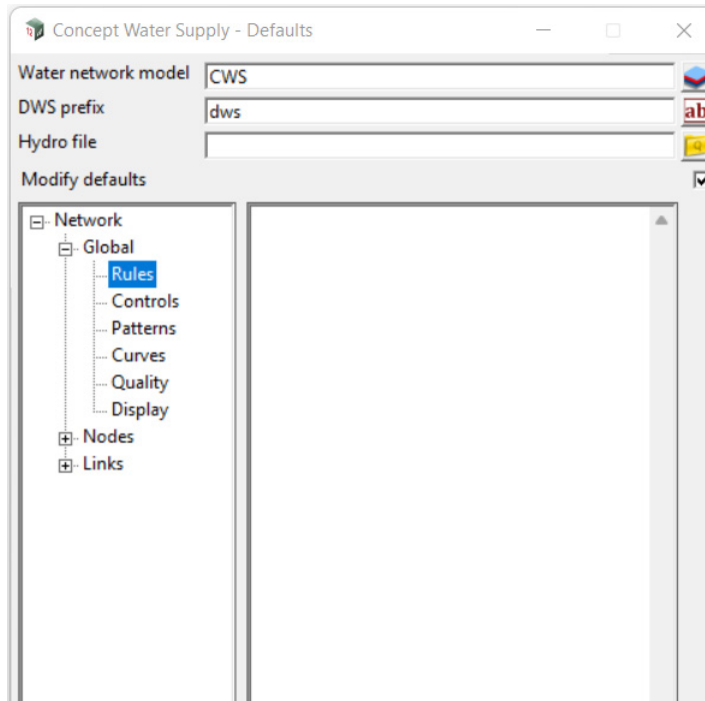 Concept Water Supply - Defaults
Water network model CWS
DWS prefix dws
Hydro file
Modify defaults
Network
Global
Rules
Controls
Patterns
Curves
Quality
Display
Nodes
Links